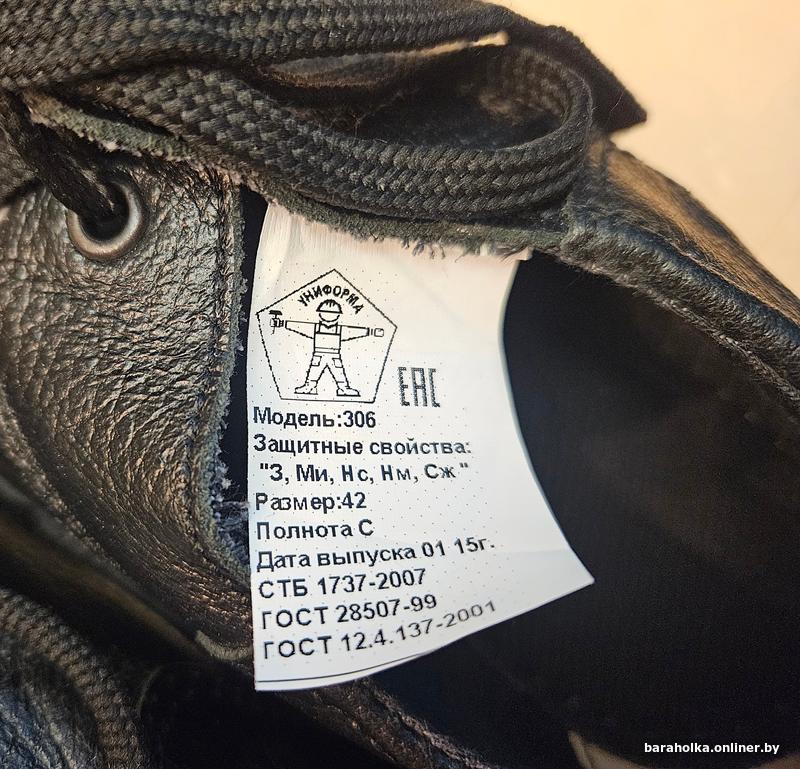 УНИФОРМА
ЕАС
Модель:306
Защитные свойства:
"З, Ми, Нс, Нм, Сж"
Размер:42
Полнота С
Дата выпуска 01 15г.
СТБ 1737-2007
ГОСТ 28507-99
ГОСТ 12.4.137-2001
baraholka.onliner.by